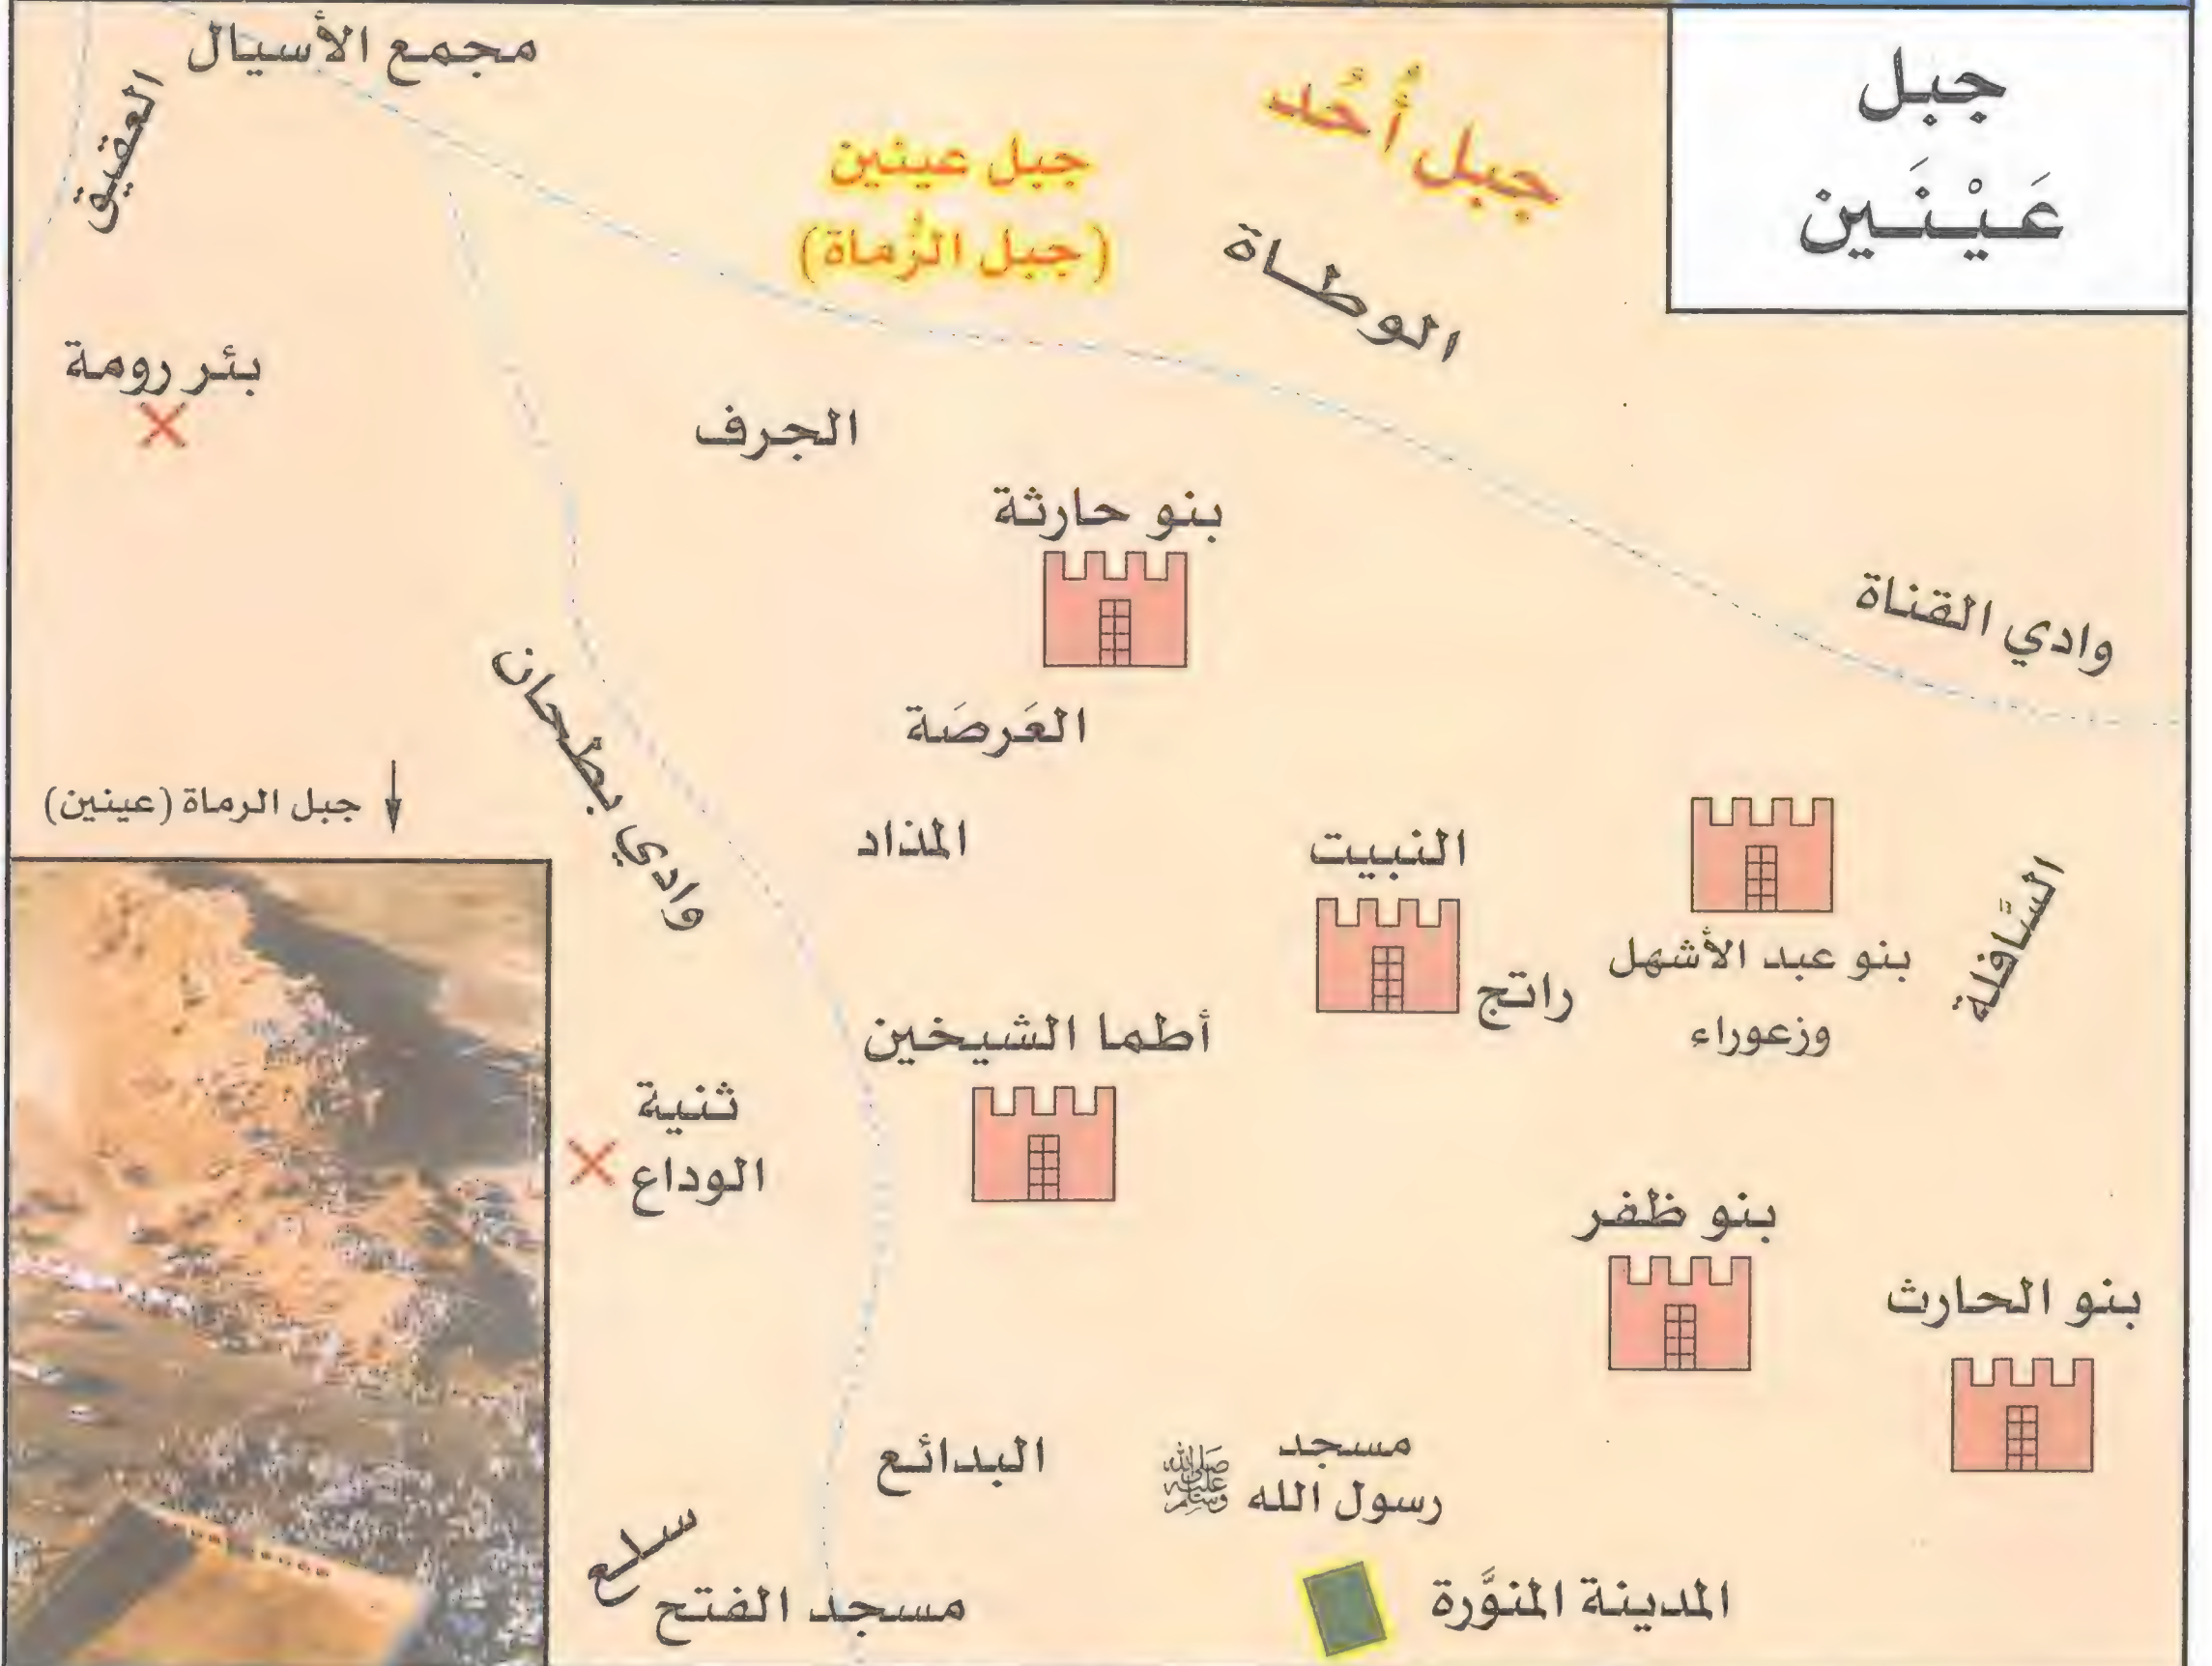 جبل
عَيْنَين
مجمع الأسيال
العقيق
جبل أُحُد
جبل عينين
(جبل الرُّماة)
الوطاة
بئر رومة
الجرف
بنو حارثة
وادي القناة
العَرصَة
وادي بطحان
جبل الرماة (عينين)
المذاد
النبيت
راتج
بنو عبد الأشهل
وزعوراء
السَّافلة
أطما الشيخين
ثنية
الوداع
بنو ظفر
بنو الحارث
مسجد
رسول الله ﷺ
البدائع
سلع
مسجد الفتح
المدينة المنوَّرة